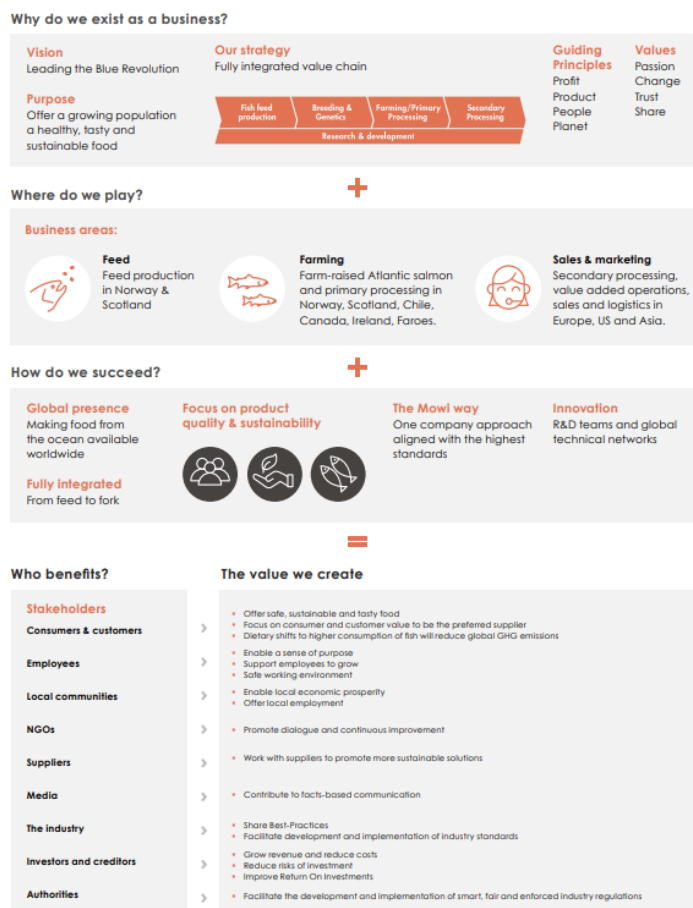 Why do we exist as a business?
Vision
Leading the Blue Revolution
Purpose
Offer a growing population
a healthy, tasty and
sustainable food
Our strategy
Fully integrated value chain
Fish feed
production
Breeding &
Genetics
Farming/Primary
Processing
Secondary
Processing
Research & development
Guiding
Principles
Profit
Product
People
Planet
Values
Passion
Change
Trust
Share
+
Where do we play?
Business areas:
Feed
Feed production
in Norway &
Scotland
Farming
Farm-raised Atlantic salmon
and primary processing in
Norway, Scotland, Chile,
Canada, Ireland, Faroes.
Sales & marketing
Secondary processing,
value added operations,
sales and logistics in
Europe, US and Asia.
+
How do we succeed?
Global presence
Making food from
the ocean available
worldwide
Fully integrated
From feed to fork
Focus on product
quality & sustainability
The Mowi way
One company approach
aligned with the highest
standards
Innovation
R&D teams and global
technical networks
=
Who benefits?
The value we create
Stakeholders
Consumers & customers
• Offer safe, sustainable and tasty food
• Focus on consumer and customer value to be the preferred supplier
• Dietary shifts to higher consumption of fish will reduce global GHG emissions
Employees
• Enable a sense of purpose
• Support employees to grow
• Safe working environment
Local communities
• Enable local economic prosperity
• Offer local employment
NGOs
• Promote dialogue and continuous improvement
Suppliers
• Work with suppliers to promote more sustainable solutions
Media
• Contribute to facts-based communication
The industry
• Share Best-Practices
• Facilitate development and implementation of industry standards
Investors and creditors
• Grow revenue and reduce costs
• Reduce risks of investment
• Improve Return On Investments
Authorities
• Facilitate the development and implementation of smart, fair and enforced industry regulations